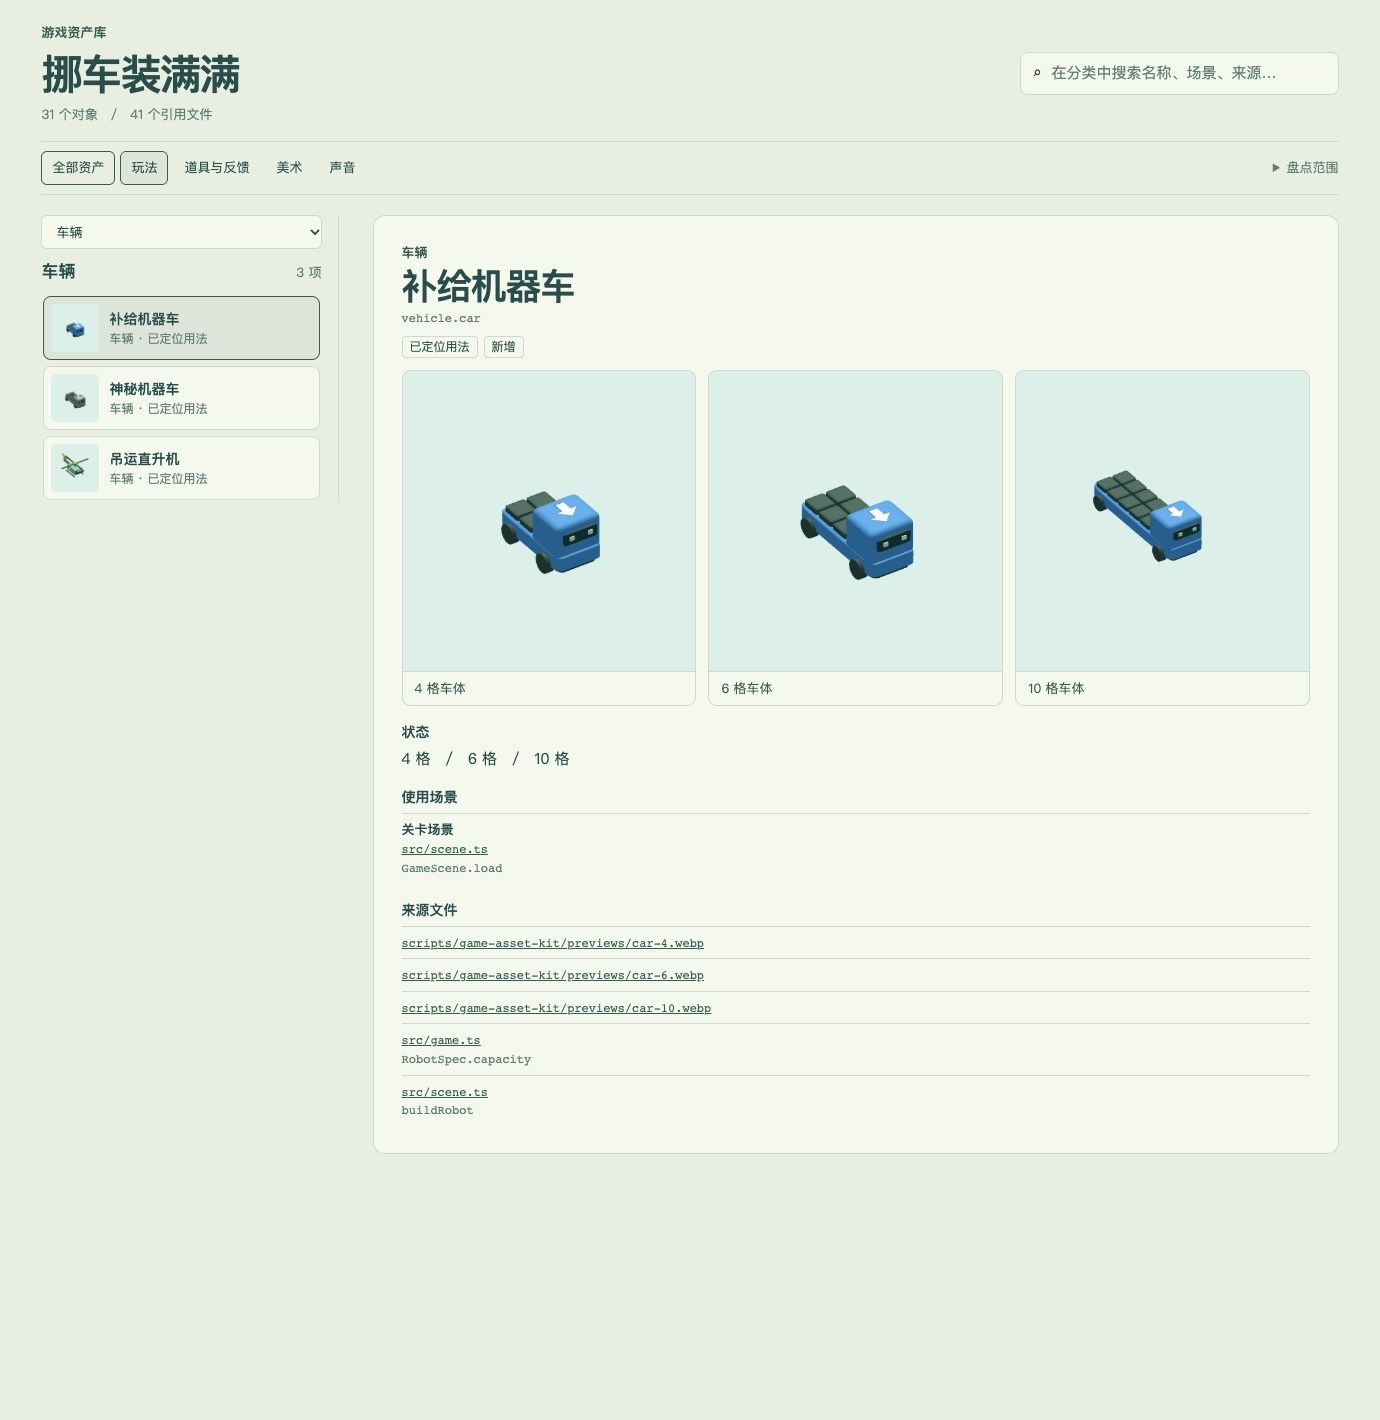 游戏资产库
挪车装满满
31 个对象 / 41 个引用文件
在分类中搜索名称、场景、来源…
全部资产 玩法 道具与反馈 美术 声音
盘点范围
车辆
车辆 3 项
补给机器车
车辆 · 已定位用法
神秘机器车
车辆 · 已定位用法
吊运直升机
车辆 · 已定位用法
车辆
补给机器车
vehicle.car
已定位用法 新增
4 格车体 6 格车体 10 格车体
状态
4 格 / 6 格 / 10 格
使用场景
关卡场景
src/scene.ts
GameScene.load
来源文件
scripts/game-asset-kit/previews/car-4.webp
scripts/game-asset-kit/previews/car-6.webp
scripts/game-asset-kit/previews/car-10.webp
src/game.ts
RobotSpec.capacity
src/scene.ts
buildRobot